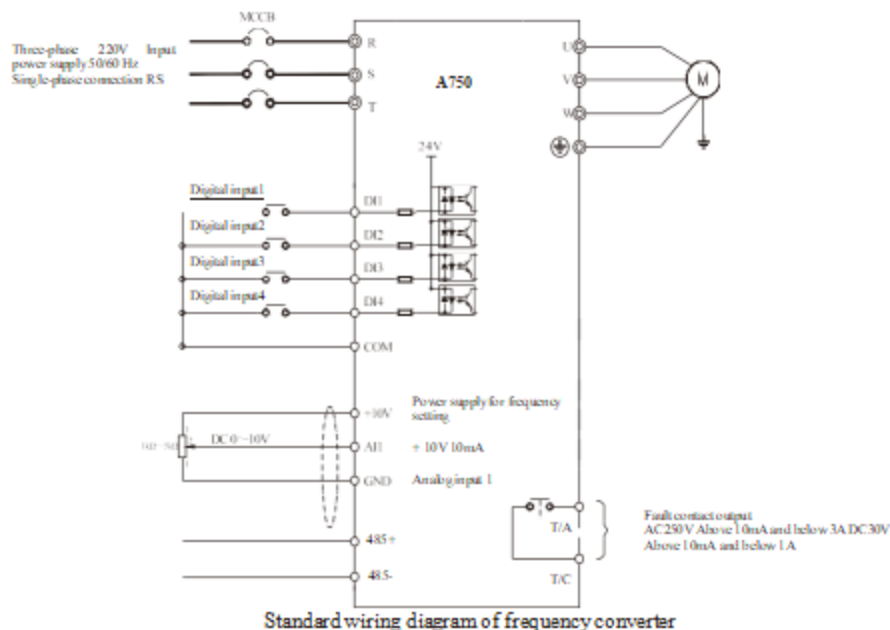 MCCB
Three-phase 220V Input
power supply 50/60 Hz
Single-phase connection RS
R
S
T
A750
U
V
W
M
24V
Digital input1
DI1
Digital input2
DI2
Digital input3
DI3
Digital input4
DI4
COM
+10V
Power supply for frequency
setting
DC 0~10V
AI1
+ 10V 10mA
GND
Analog input 1
485+
485-
T/A
T/C
Fault contact output
AC250V Above 10mA and below 3A DC30V
Above 10mA and below 1A
Standard wiring diagram of frequency converter